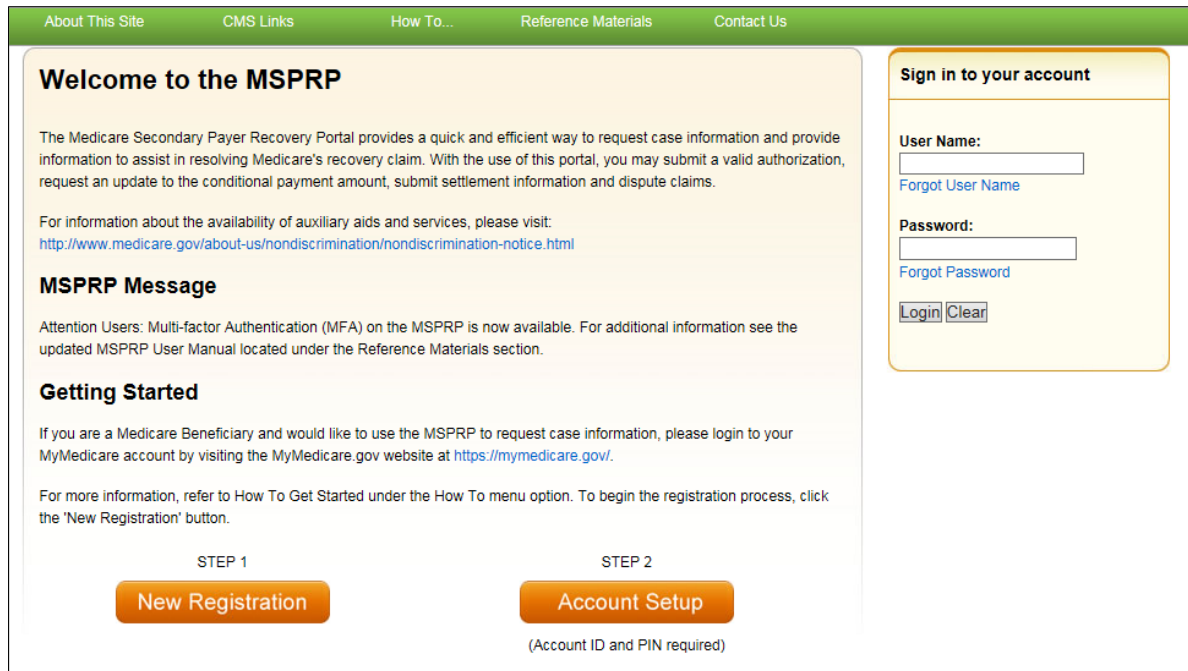 About This Site CMS Links How To... Reference Materials Contact Us
Welcome to the MSPRP
The Medicare Secondary Payer Recovery Portal provides a quick and efficient way to request case information and provide
information to assist in resolving Medicare's recovery claim. With the use of this portal, you may submit a valid authorization,
request an update to the conditional payment amount, submit settlement information and dispute claims.
For information about the availability of auxiliary aids and services, please visit:
http://www.medicare.gov/about-us/nondiscrimination/nondiscrimination-notice.html
MSPRP Message
Attention Users: Multi-factor Authentication (MFA) on the MSPRP is now available. For additional information see the
updated MSPRP User Manual located under the Reference Materials section.
Getting Started
If you are a Medicare Beneficiary and would like to use the MSPRP to request case information, please login to your
MyMedicare account by visiting the MyMedicare.gov website at https://mymedicare.gov/.
For more information, refer to How To Get Started under the How To menu option. To begin the registration process, click
the 'New Registration' button.
STEP 1
New Registration
STEP 2
Account Setup
(Account ID and PIN required)
Sign in to your account
User Name:
Forgot User Name
Password:
Forgot Password
Login Clear